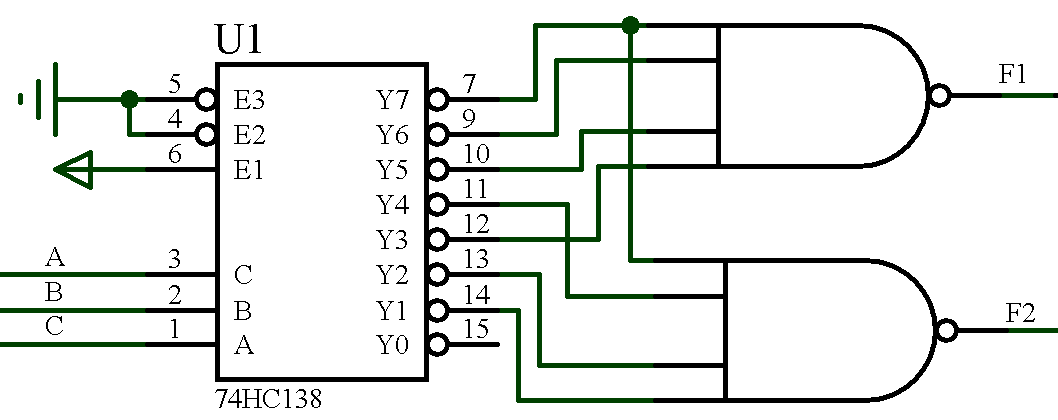 U1
5 E3 Y7 7
4 E2 Y6 9
6 E1 Y5 10
Y4 11
Y3 12
A 3 C Y2 13
B 2 B Y1 14
C 1 A Y0 15
74HC138
F1
F2